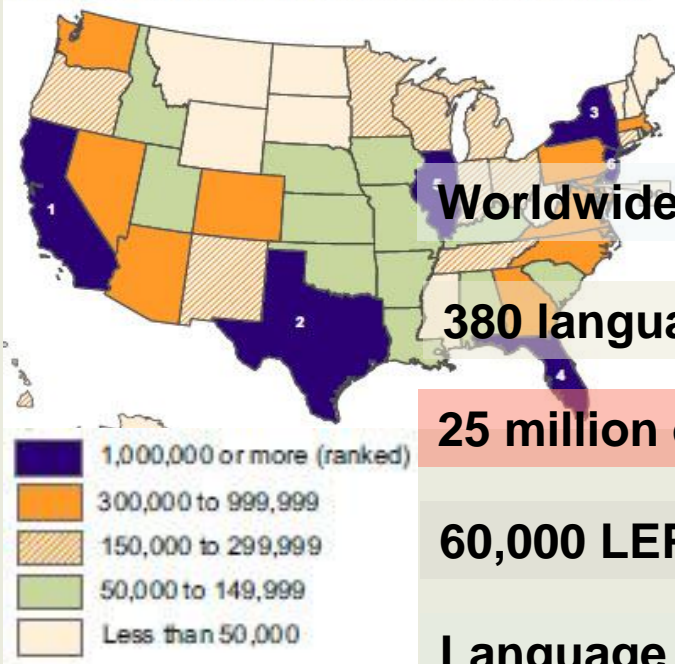 3
1
5
6
2
4
Worldwide
380 langua
25 million
60,000 LEP
Language
1,000,000 or more (ranked)
300,000 to 999,999
150,000 to 299,999
50,000 to 149,999
Less than 50,000